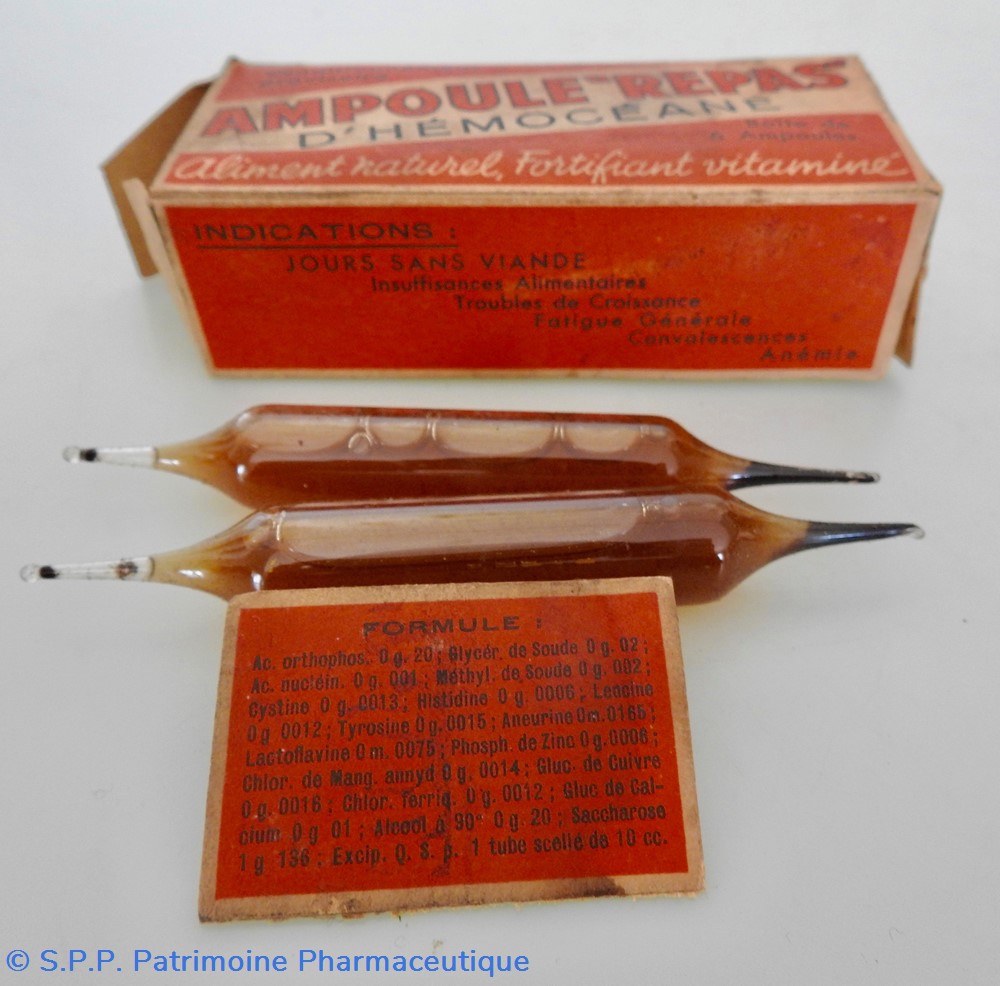 AMPOULE "REPAS"
D'HÉMOCÉANE
Boîte de
6 Ampoules
Aliment naturel, Fortifiant vitaminé
INDICATIONS :
JOURS SANS VIANDE
Insuffisances Alimentaires
Troubles de Croissance
Fatigue Générale
Convalescences
Anémie
FORMULE :
Ac. orthophos. 0 g. 20 ; Glycér. de Soude 0 g. 02 ;
Ac. nucléin. 0 g. 001 ; Méthyl. de Soude 0 g. 002 ;
Cystine 0 g. 0013 ; Histidine 0 g. 0006 ; Leucine
0 g 0012 ; Tyrosine 0 g. 0015 ; Aneurine 0m.0165 ;
Lactoflavine 0 m. 0075 ; Phosph. de Zinc 0 g. 0006 ;
Chlor. de Mang. annyd 0 g. 0014 ; Gluc. de Cuivre
0 g. 0016 ; Chlor. ferriq. 0 g. 0012 ; Gluc de Cal-
cium 0 g 01 ; Alcool à 90° 0 g. 20 ; Saccharose
1 g 136 ; Excip. Q. S. p. 1 tube scellé de 10 cc.
© S.P.P. Patrimoine Pharmaceutique